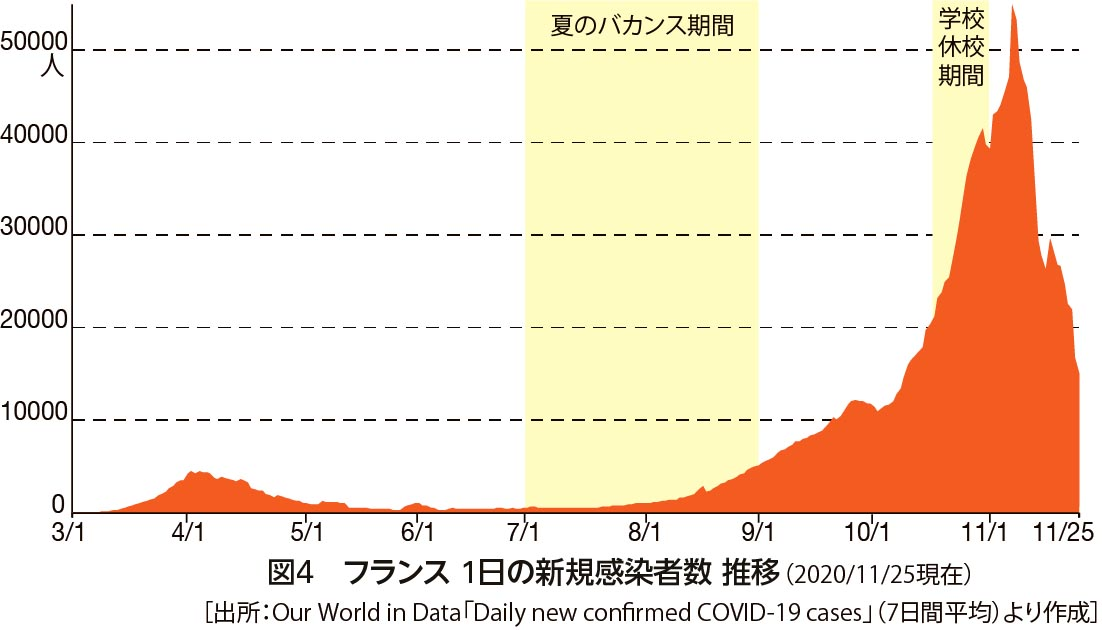 夏のバカンス期間
学校
休校
期間
50000
人
40000
30000
20000
10000
0
3/1 4/1 5/1 6/1 7/1 8/1 9/1 10/1 11/1 11/25
図4 フランス 1日の新規感染者数 推移（2020/11/25現在）
［出所：Our World in Data「Daily new confirmed COVID-19 cases」（7日間平均）より作成］